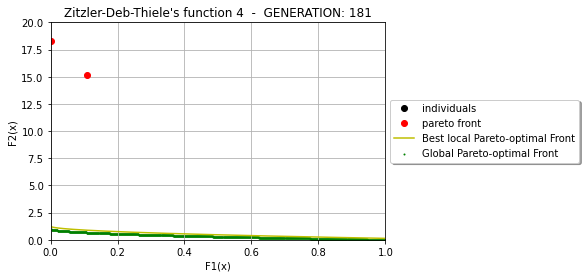 Zitzler-Deb-Thiele's function 4 - GENERATION: 181
20.0
17.5
15.0
12.5
10.0
7.5
5.0
2.5
0.0
F2(x)
0.0 0.2 0.4 0.6 0.8 1.0
F1(x)
individuals
pareto front
Best local Pareto-optimal Front
Global Pareto-optimal Front